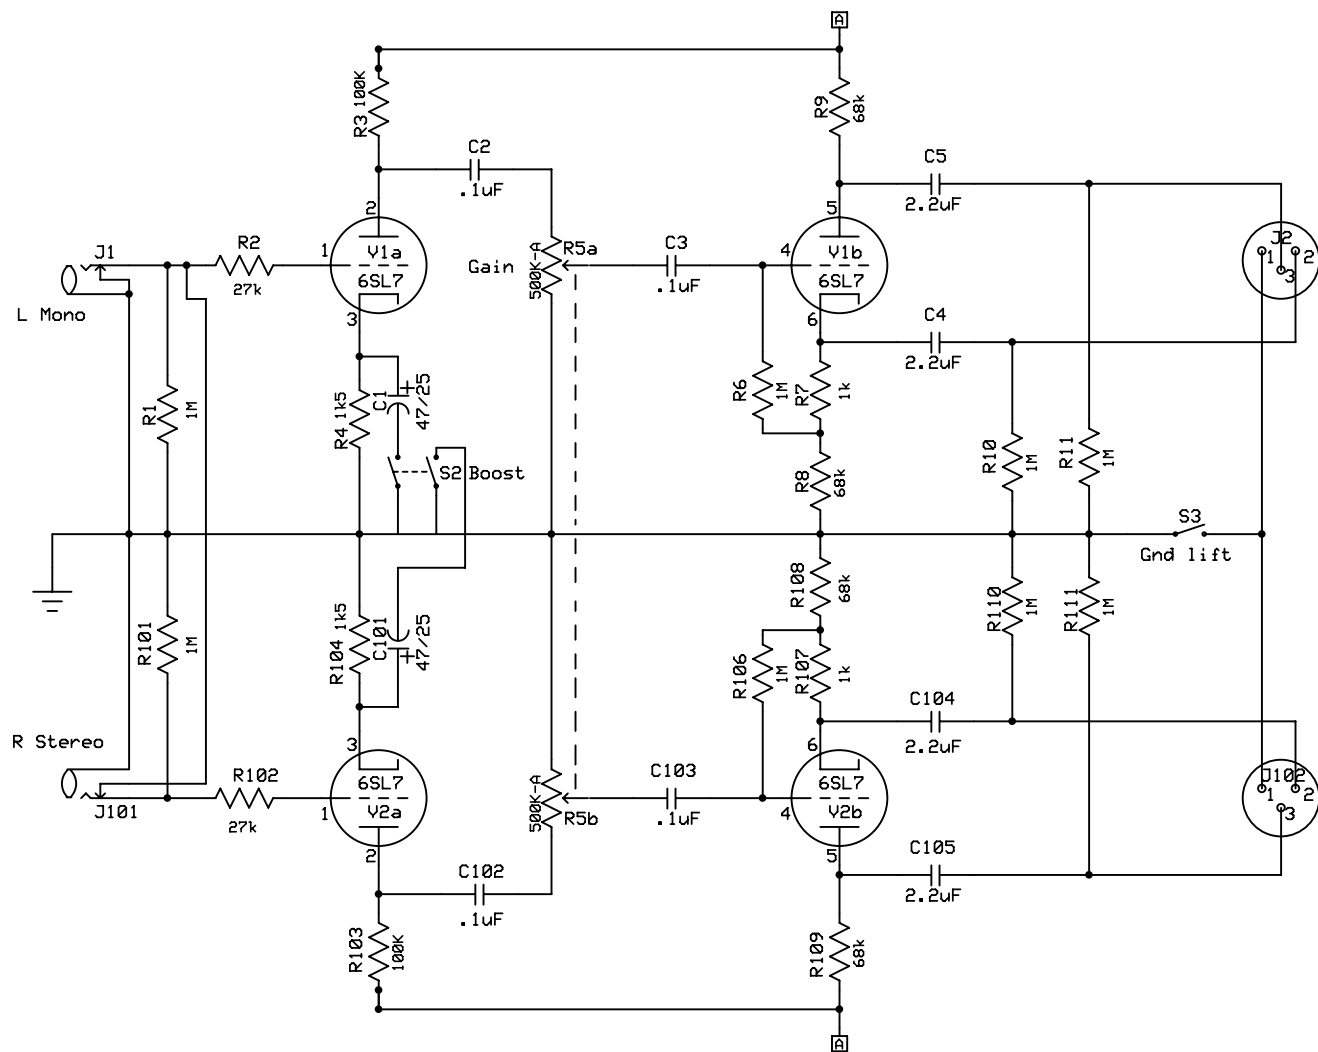 A
R3 100K
R9
68k
C2
.1uF
C5
2.2uF
2
5
J1
R2
27k
1
V1a
6SL7
3
Gain
500K-A
R5a
C3
.1uF
4
V1b
6SL7
6
C4
2.2uF
J2
1
2
3
L Mono
R1
1M
R4 1k5
C1
+
47/25
S2 Boost
R6
1M
R7
1k
R8
68k
R10
1M
R11
1M
S3
Gnd lift
R101
1M
R104 1k5
C101
+
47/25
R108
68k
R106
1M
R107
1k
R110
1M
R111
1M
C104
2.2uF
R Stereo
J101
R102
27k
3
6SL7
1
V2a
2
500K-A
R5b
C103
.1uF
6
6SL7
4
V2b
5
J102
1
2
3
C102
.1uF
C105
2.2uF
R103
100K
R109
68k
A